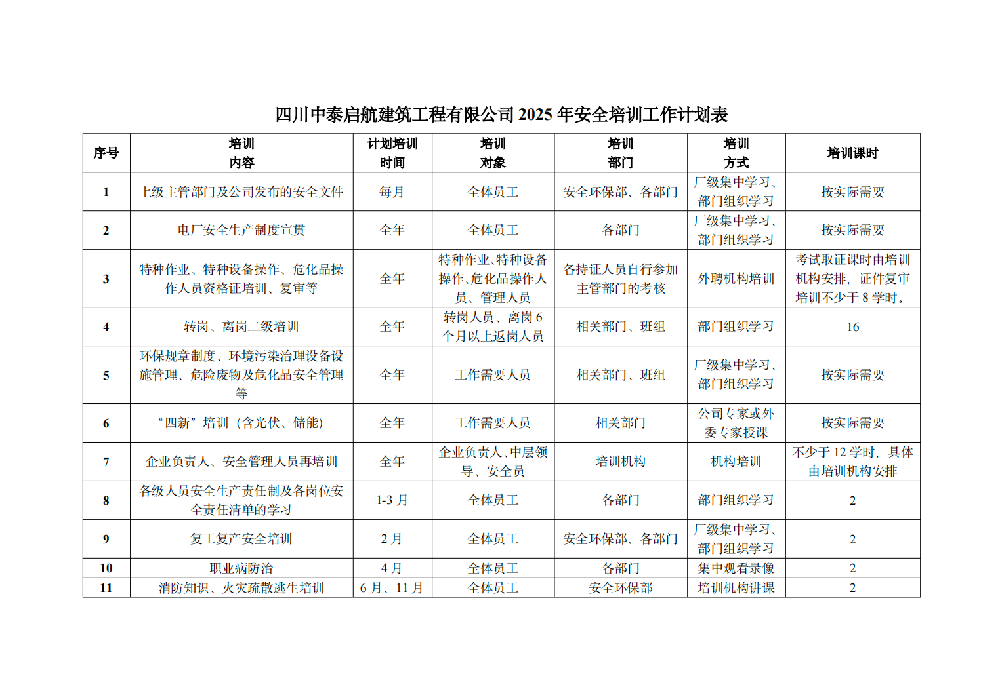 四川中泰启航建筑工程有限公司 2025 年安全培训工作计划表
序号 培训内容 计划培训时间 培训对象 培训部门 培训方式 培训课时
1 上级主管部门及公司发布的安全文件 每月 全体员工 安全环保部、各部门 厂级集中学习、部门组织学习 按实际需要
2 电厂安全生产制度宣贯 全年 全体员工 各部门 厂级集中学习、部门组织学习 按实际需要
3 特种作业、特种设备操作、危化品操作人员资格证培训、复审等 全年 特种作业、特种设备操作、危化品操作人员、管理人员 各持证人员自行参加主管部门的考核 外聘机构培训 考试取证课时由培训机构安排，证件复审培训不少于 8 学时。
4 转岗、离岗二级培训 全年 转岗人员、离岗 6 个月以上返岗人员 相关部门、班组 部门组织学习 16
5 环保规章制度、环境污染治理设备设施管理、危险废物及危化品安全管理等 全年 工作需要人员 相关部门、班组 厂级集中学习、部门组织学习 按实际需要
6 “四新”培训（含光伏、储能） 全年 工作需要人员 相关部门 公司专家或外委专家授课 按实际需要
7 企业负责人、安全管理人员再培训 全年 企业负责人、中层领导、安全员 培训机构 机构培训 不少于 12 学时，具体由培训机构安排
8 各级人员安全生产责任制及各岗位安全责任清单的学习 1-3 月 全体员工 各部门 部门组织学习 2
9 复工复产安全培训 2 月 全体员工 安全环保部、各部门 厂级集中学习、部门组织学习 2
10 职业病防治 4 月 全体员工 各部门 集中观看录像 2
11 消防知识、火灾疏散逃生培训 6 月、11 月 全体员工 安全环保部 培训机构讲课 2